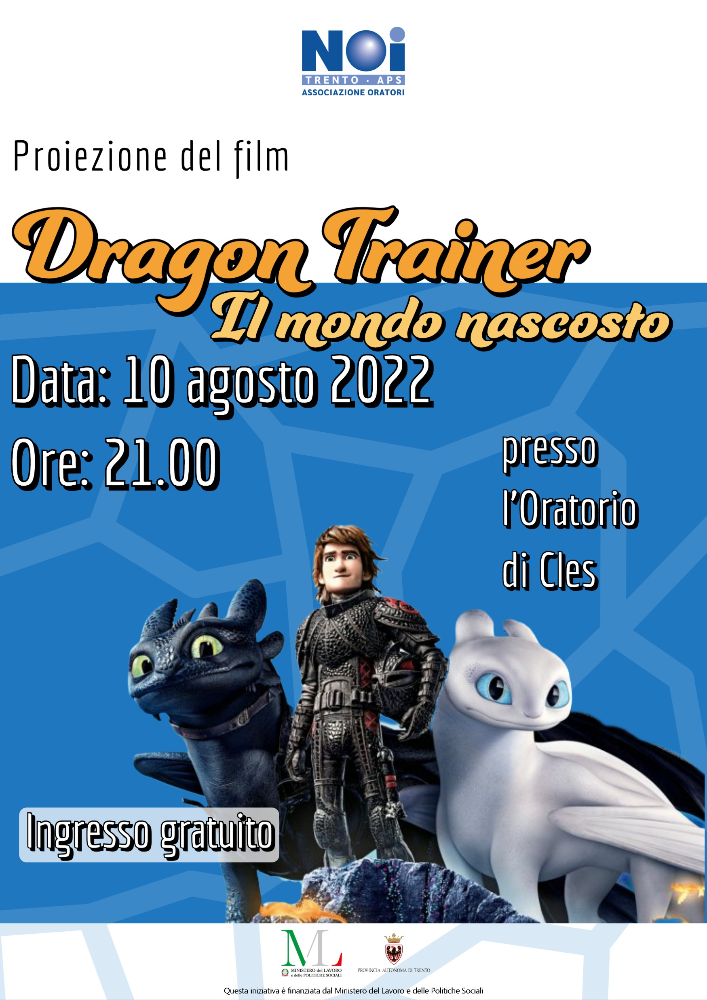 NOi
TRENTO · APS
ASSOCIAZIONE ORATORI
Proiezione del film
Dragon Trainer
Il mondo nascosto
Data: 10 agosto 2022
Ore: 21.00
presso
l'Oratorio
di Cles
Ingresso gratuito
ML
MINISTERO del LAVORO
e delle POLITICHE SOCIALI
PROVINCIA AUTONOMA DI TRENTO
Questa iniziativa è finanziata dal Ministero del Lavoro e delle Politiche Sociali